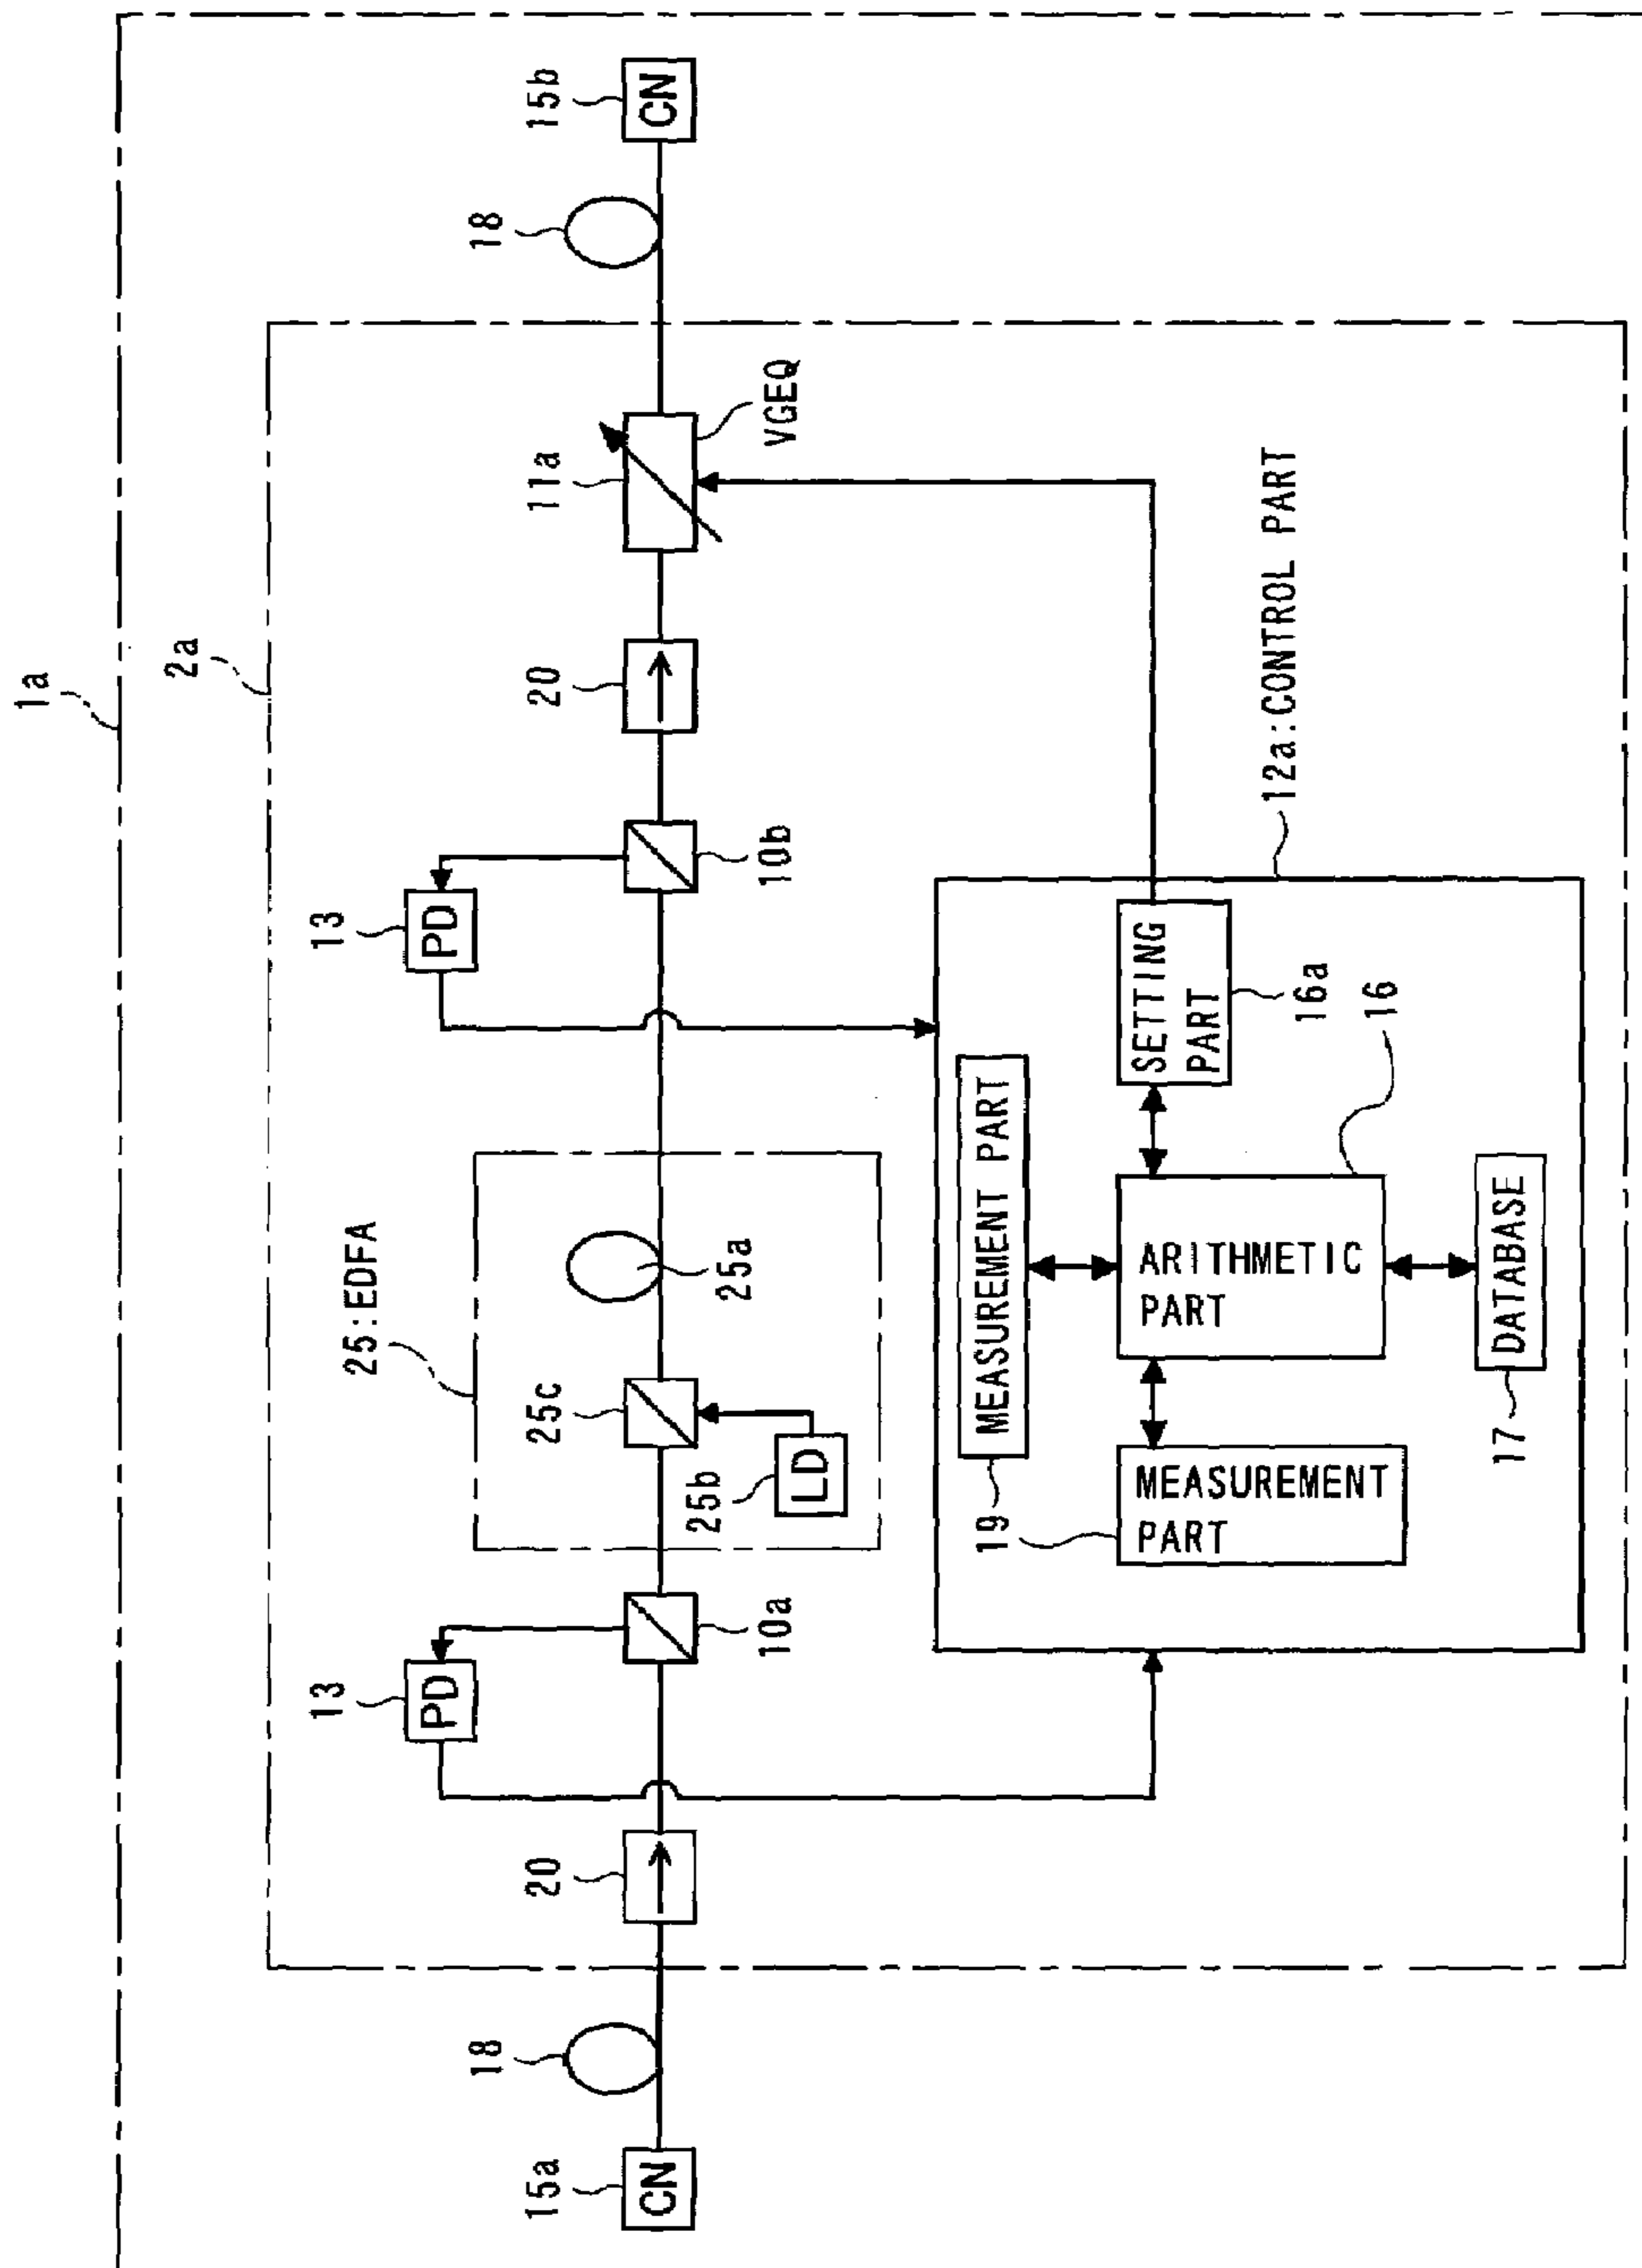 1a
2a
15a
CN
18
20
13
PD
10a
25:EDFA
25c
25b
LD
25a
13
PD
10b
20
11a
VGEQ
18
15b
CN
12a:CONTROL PART
19
MEASUREMENT PART
MEASUREMENT
PART
ARITHMETIC
PART
16
SETTING
PART
16a
17
DATABASE